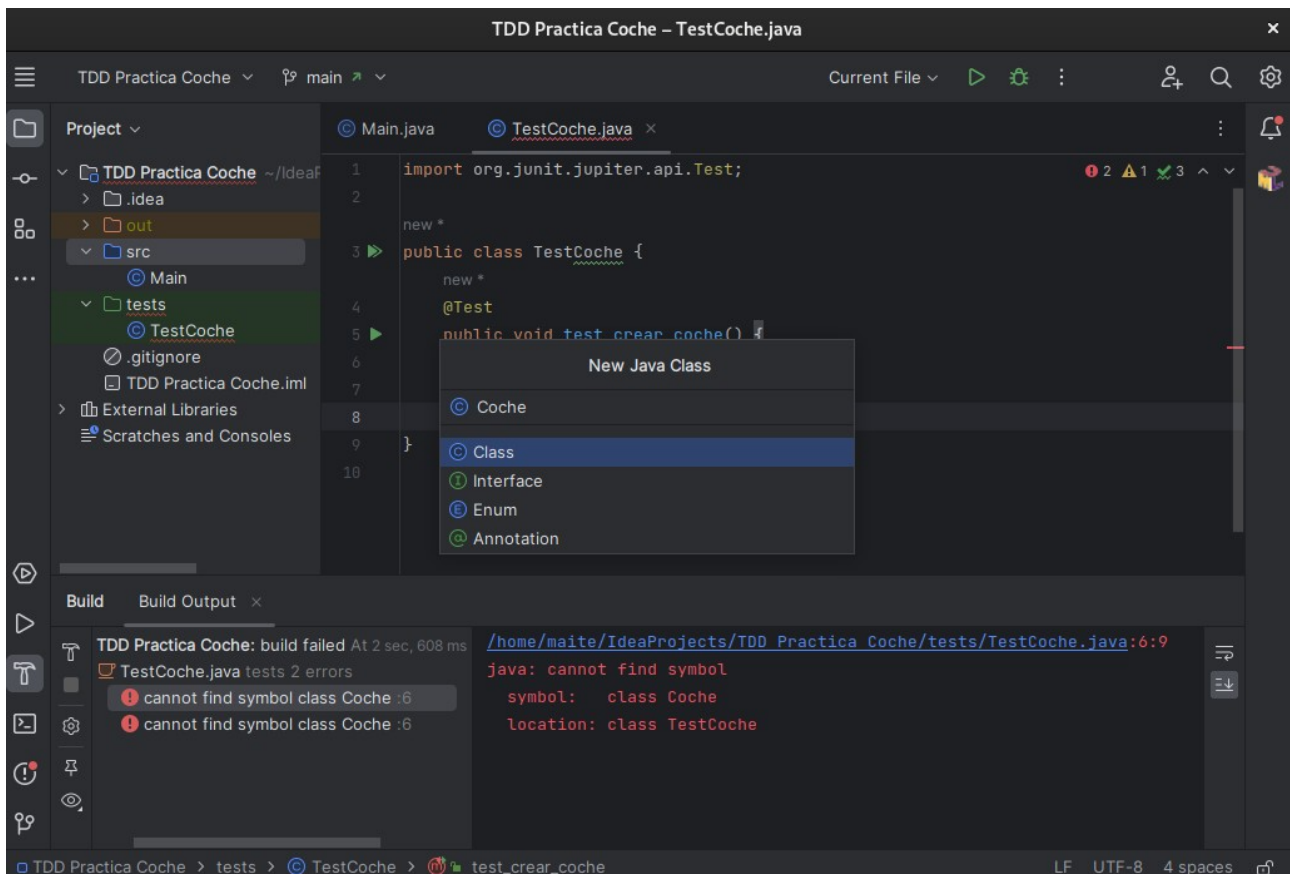 TDD Practica Coche – TestCoche.java
TDD Practica Coche
main
Current File
Project
Main.java
TestCoche.java
TDD Practica Coche ~/IdeaP
.idea
out
src
Main
tests
TestCoche
.gitignore
TDD Practica Coche.iml
External Libraries
Scratches and Consoles
2 1 3
1 import org.junit.jupiter.api.Test;
2
new *
3 public class TestCoche {
new *
4 @Test
5 public void test_crear_coche() {
6
7
8
9 }
10
New Java Class
Coche
Class
Interface
Enum
Annotation
Build Build Output
TDD Practica Coche: build failed At 2 sec, 608 ms
TestCoche.java tests 2 errors
cannot find symbol class Coche :6
cannot find symbol class Coche :6
/home/maite/IdeaProjects/TDD Practica Coche/tests/TestCoche.java:6:9
java: cannot find symbol
symbol: class Coche
location: class TestCoche
TDD Practica Coche > tests > TestCoche > test_crear_coche
LF UTF-8 4 spaces